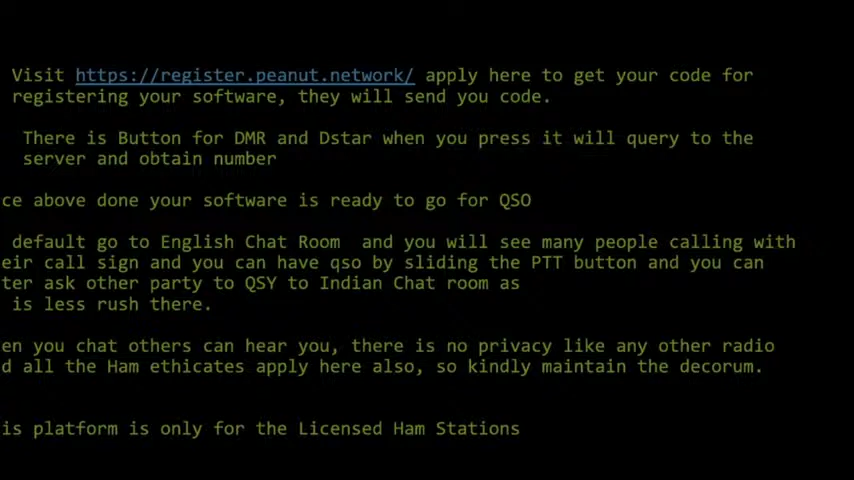 Visit https://register.peanut.network/ apply here to get your code for
registering your software, they will send you code.
There is Button for DMR and Dstar when you press it will query to the
server and obtain number
ce above done your software is ready to go for QSO
default go to English Chat Room and you will see many people calling with
eir call sign and you can have qso by sliding the PTT button and you can
ter ask other party to QSY to Indian Chat room as
is less rush there.
en you chat others can hear you, there is no privacy like any other radio
d all the Ham ethicates apply here also, so kindly maintain the decorum.
is platform is only for the Licensed Ham Stations